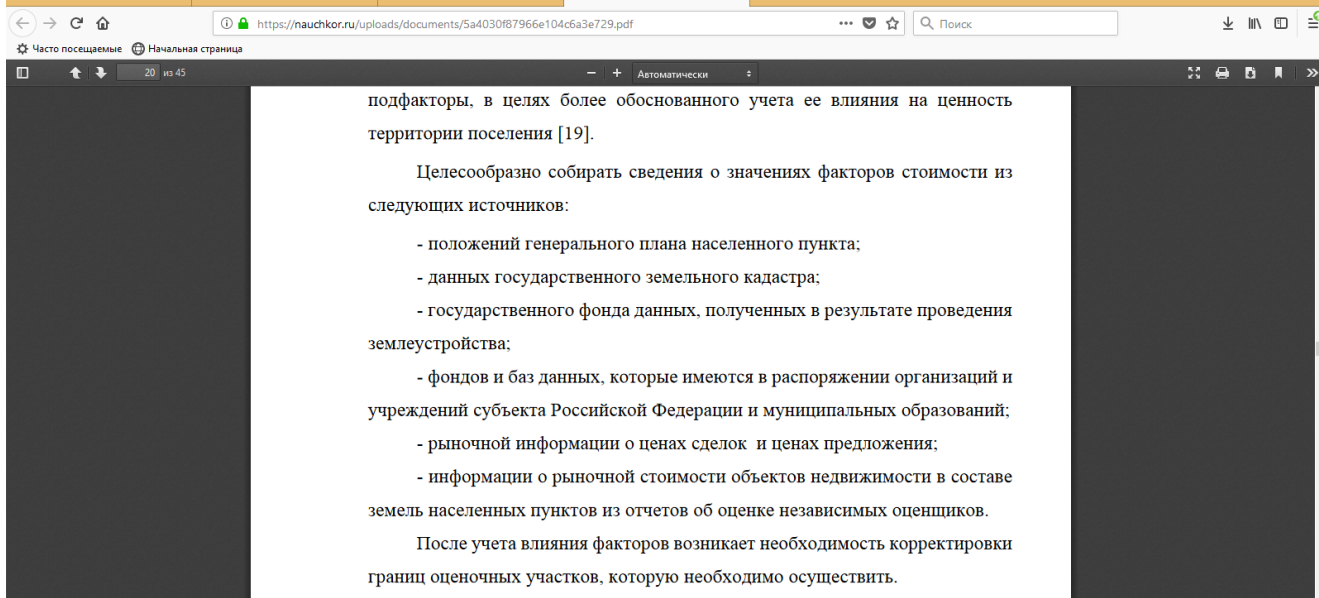 https://nauchkor.ru/uploads/documents/5a4030f87966e104c6a3e729.pdf
Поиск
Часто посещаемые Начальная страница
20 из 45
Автоматически
подфакторы, в целях более обоснованного учета ее влияния на ценность
территории поселения [19].
Целесообразно собирать сведения о значениях факторов стоимости из
следующих источников:
- положений генерального плана населенного пункта;
- данных государственного земельного кадастра;
- государственного фонда данных, полученных в результате проведения
землеустройства;
- фондов и баз данных, которые имеются в распоряжении организаций и
учреждений субъекта Российской Федерации и муниципальных образований;
- рыночной информации о ценах сделок и ценах предложения;
- информации о рыночной стоимости объектов недвижимости в составе
земель населенных пунктов из отчетов об оценке независимых оценщиков.
После учета влияния факторов возникает необходимость корректировки
границ оценочных участков, которую необходимо осуществить.